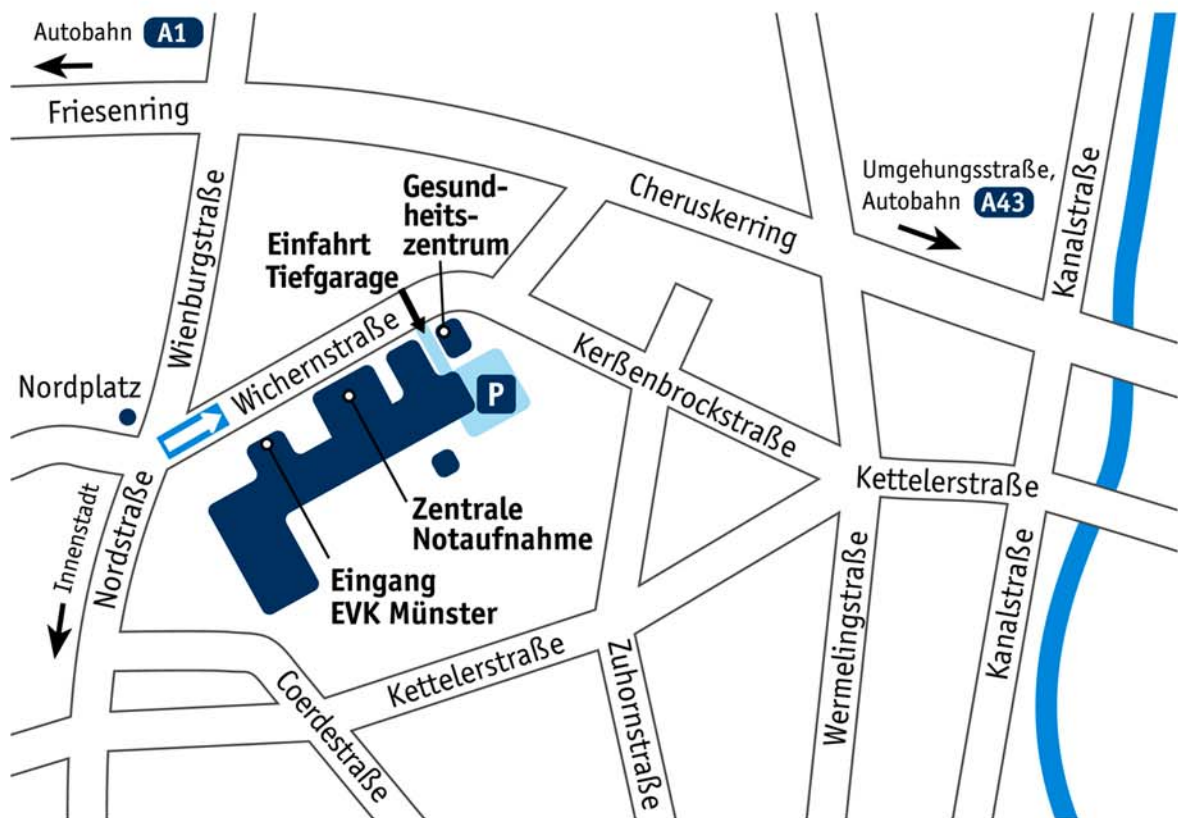 Autobahn A1
Friesenring
Wienburgstraße
Cheruskerring
Umgehungsstraße,
Autobahn A43
Kanalstraße
Gesund-
heits-
zentrum
Einfahrt
Tiefgarage
Wichernstraße
Nordplatz
P
Kerßenbrockstraße
Kettelerstraße
Zentrale
Notaufnahme
Eingang
EVK Münster
Innenstadt
Nordstraße
Kettelerstraße
Coerdestraße
Zuhornstraße
Wermelingstraße
Kanalstraße